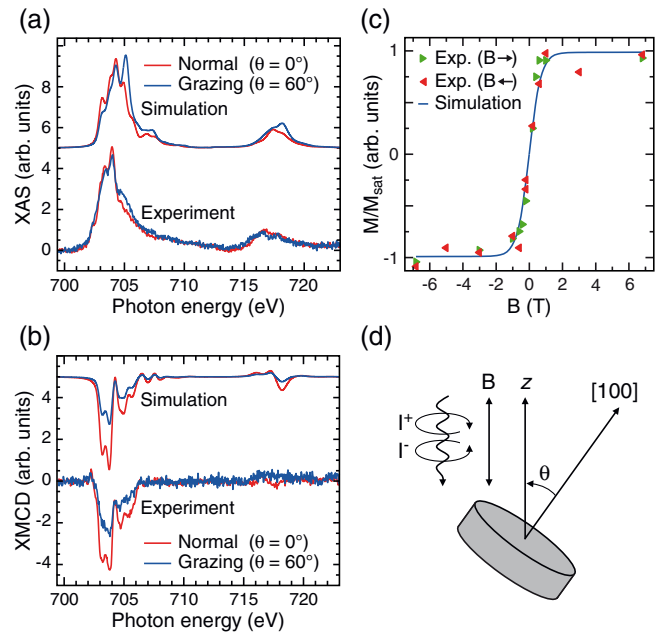 (a)
XAS (arb. units)
10
8
6
4
2
0
Normal (θ = 0°)
Grazing (θ = 60°)
Simulation
Experiment
700 705 710 715 720
Photon energy (eV)
(b)
XMCD (arb. units)
4
2
0
-2
-4
Simulation
Experiment
Normal (θ = 0°)
Grazing (θ = 60°)
700 705 710 715 720
Photon energy (eV)
(c)
M/Msat (arb. units)
1
0
-1
Exp. (B→)
Exp. (B←)
Simulation
-6 -4 -2 0 2 4 6
B (T)
(d)
I+
I-
B
z
[100]
θ